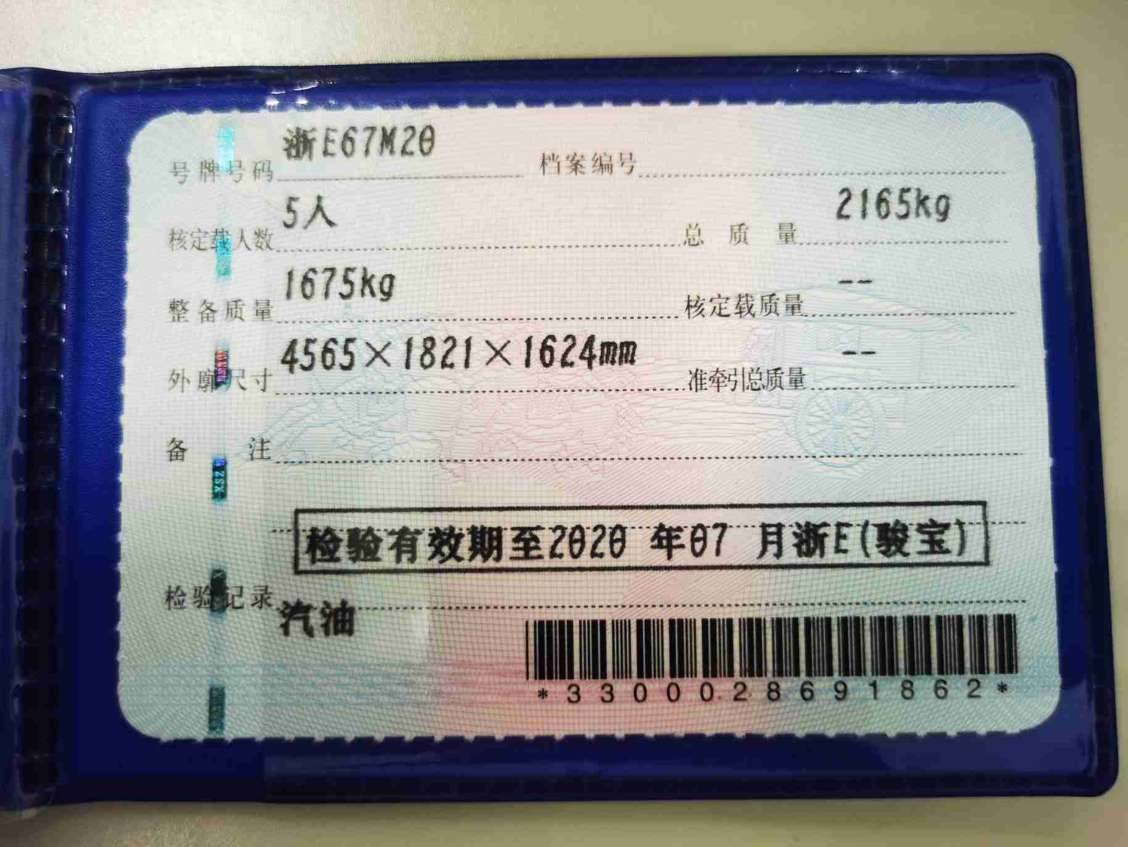 号牌号码 浙E67M20 档案编号
核定载人数 5人 总质量 2165kg
整备质量 1675kg 核定载质量 --
外廓尺寸 4565×1821×1624mm 准牵引总质量 --
备注
检验有效期至2020 年07 月浙E(骏宝)
检验记录
汽油
*3300028691862*